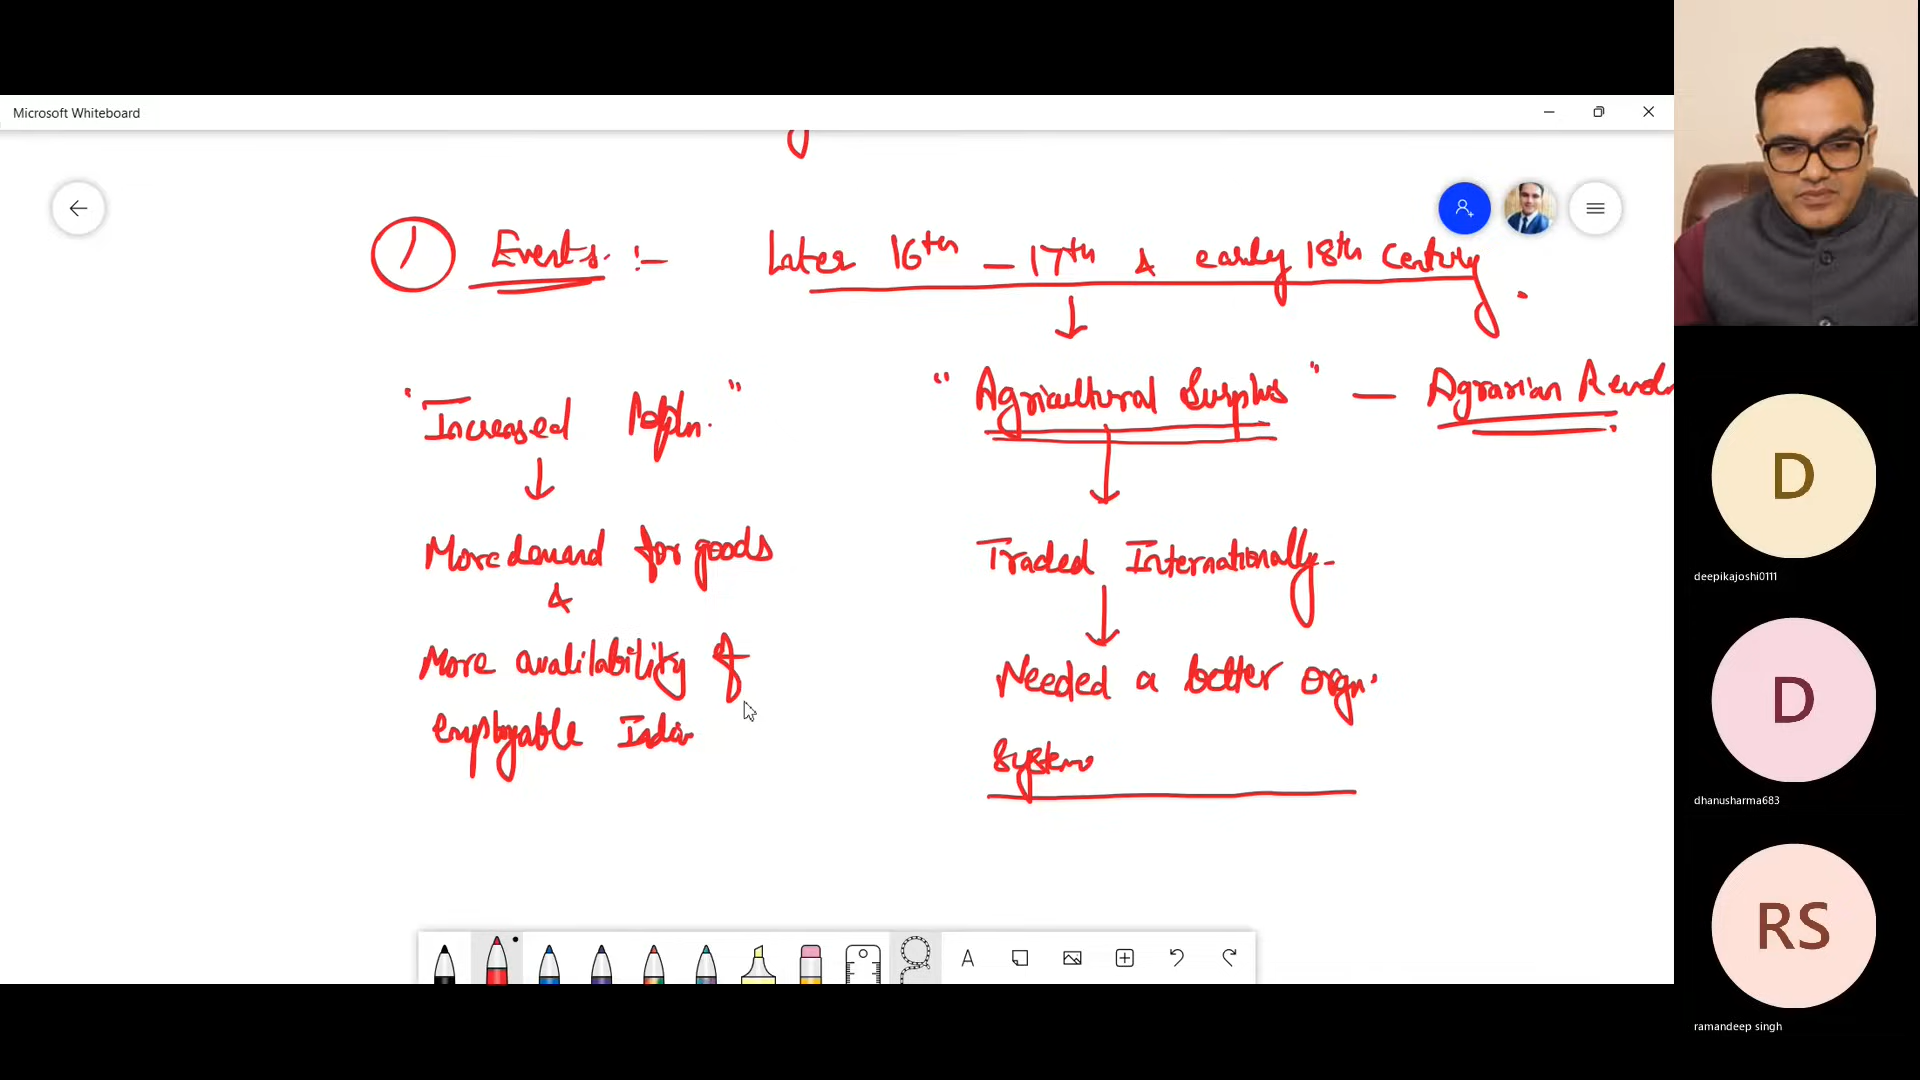 Microsoft Whiteboard
1 Events :- Later 16th - 17th & early 18th Century.
"Increased Popln." "Agricultural Surplus" - Agrarian Revol
More demand for goods
&
More availability of
employable Indi
Traded Internationally.
Needed a better orgn.
System
A
D
deepikajoshi0111
D
dhanusharma683
RS
ramandeep singh